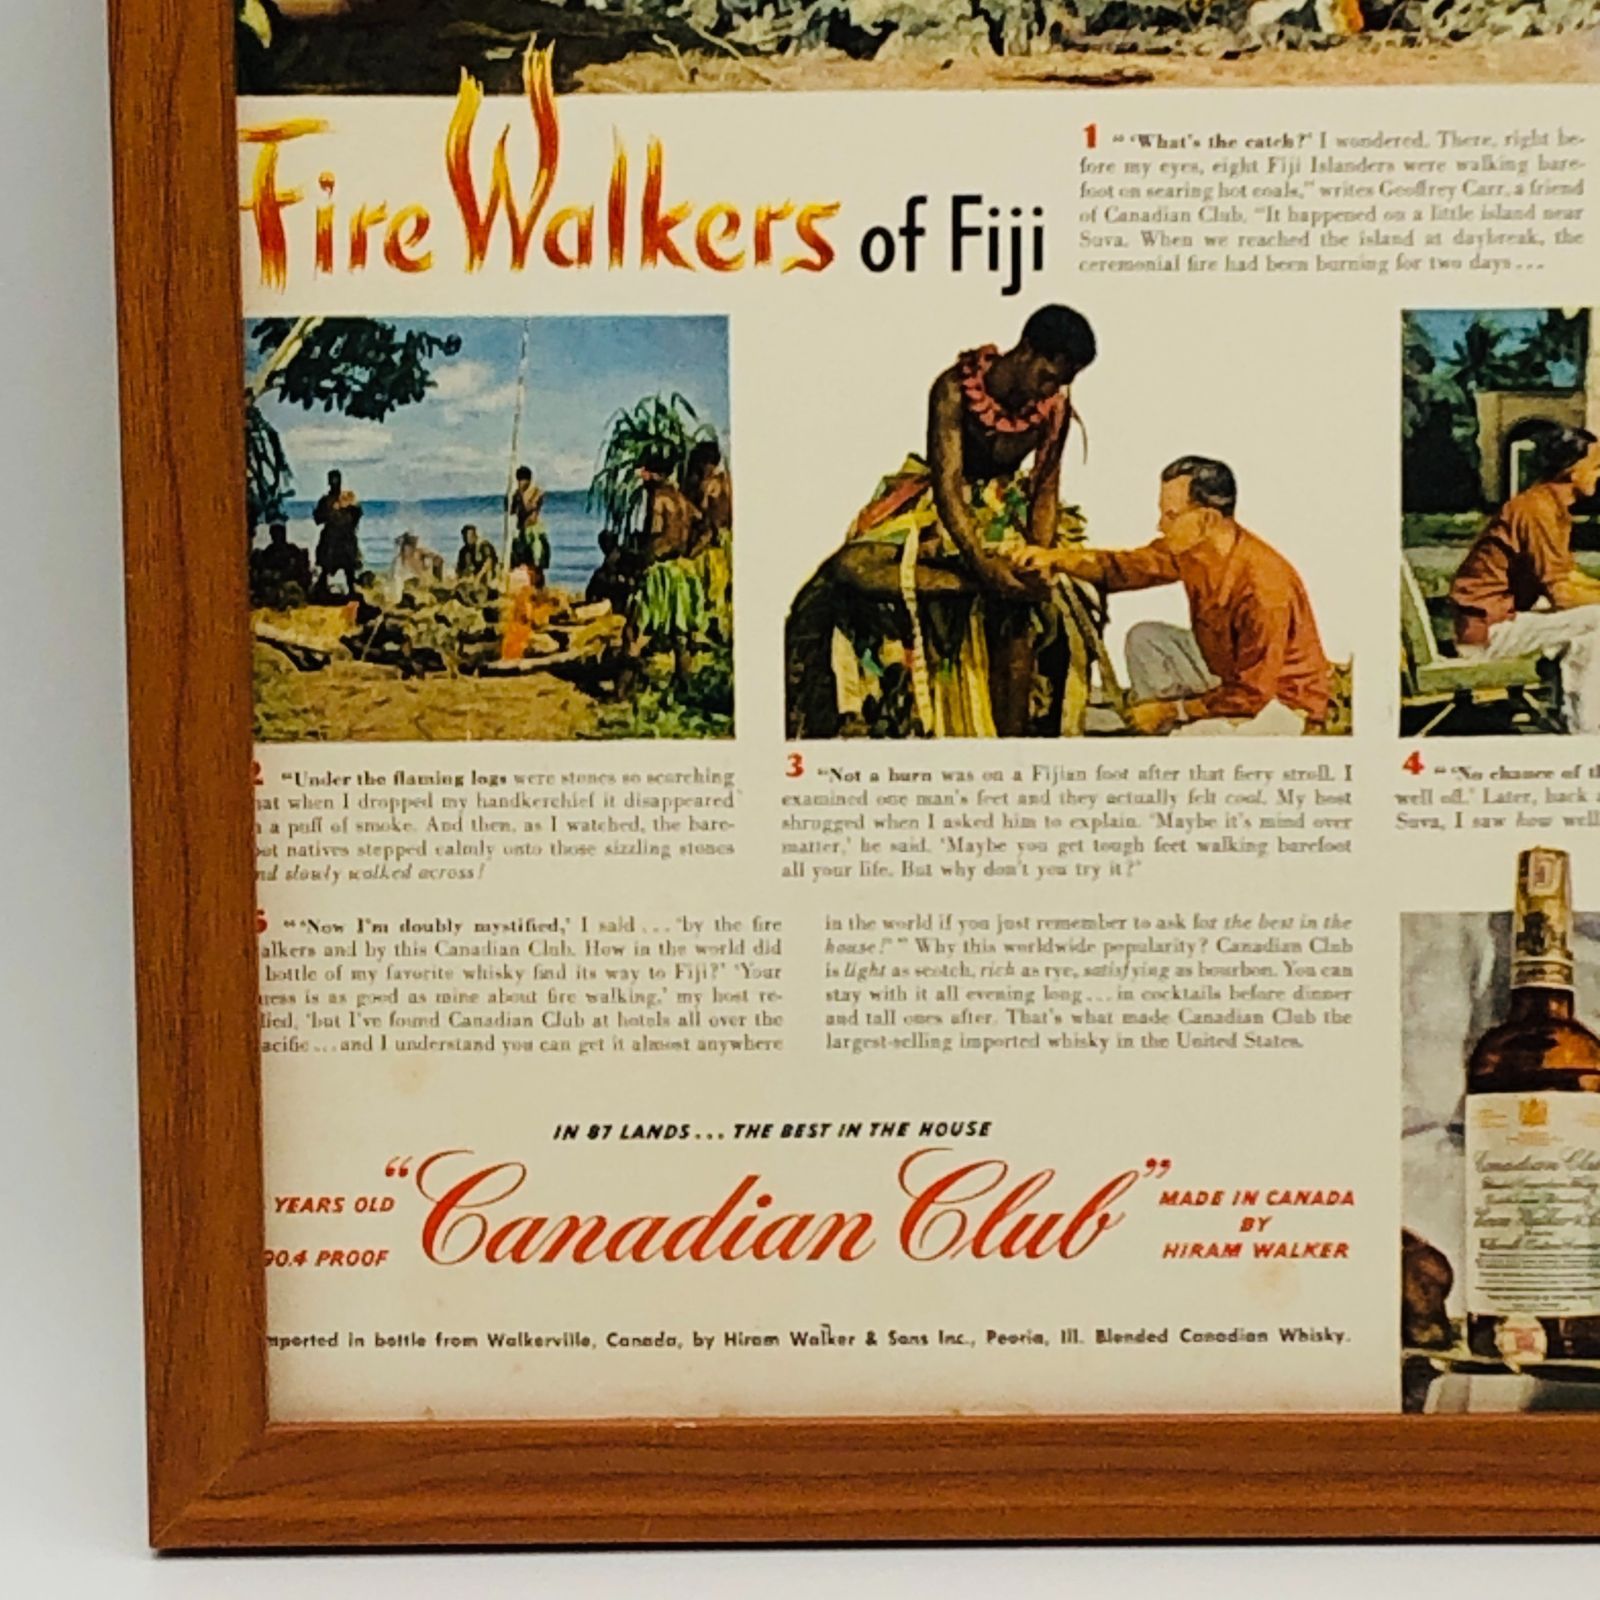 Fire Walkers of Fiji
1 “‘What's the catch?’ I wondered. There, right be-
fore my eyes, eight Fiji Islanders were walking bare-
foot on searing hot coals,” writes Geoffrey Carr, a friend
of Canadian Club. “It happened on a little island near
Suva. When we reached the island at daybreak, the
ceremonial fire had been burning for two days...
2 “Under the flaming logs were stones so scorching
hat when I dropped my handkerchief it disappeared
a puff of smoke. And then, as I watched, the bare-
ot natives stepped calmly onto those sizzling stones
nd slowly walked across!
3 “Not a burn was on a Fijian foot after that fiery stroll. I
examined one man's feet and they actually felt cool. My host
shrugged when I asked him to explain. ‘Maybe it's mind over
matter,’ he said. ‘Maybe you get tough feet walking barefoot
all your life. But why don't you try it?’
4 “‘No chance of
well off.’ Later, back
Suva, I saw how well
5 “‘Now I'm doubly mystified,’ I said... ‘by the fire
alkers and by this Canadian Club. How in the world did
bottle of my favorite whisky find its way to Fiji?’ ‘Your
uess is as good as mine about fire walking,’ my host re-
lied, ‘but I've found Canadian Club at hotels all over the
acific...and I understand you can get it almost anywhere
in the world if you just remember to ask for the best in the
house!’” Why this worldwide popularity? Canadian Club
is light as scotch, rich as rye, satisfying as bourbon. You can
stay with it all evening long...in cocktails before dinner
and tall ones after. That's what made Canadian Club the
largest-selling imported whisky in the United States.
IN 87 LANDS... THE BEST IN THE HOUSE
YEARS OLD
90.4 PROOF
“Canadian Club”
MADE IN CANADA
BY
HIRAM WALKER
mported in bottle from Walkerville, Canada, by Hiram Walker & Sons Inc., Peoria, Ill. Blended Canadian Whisky.
Canadian Club